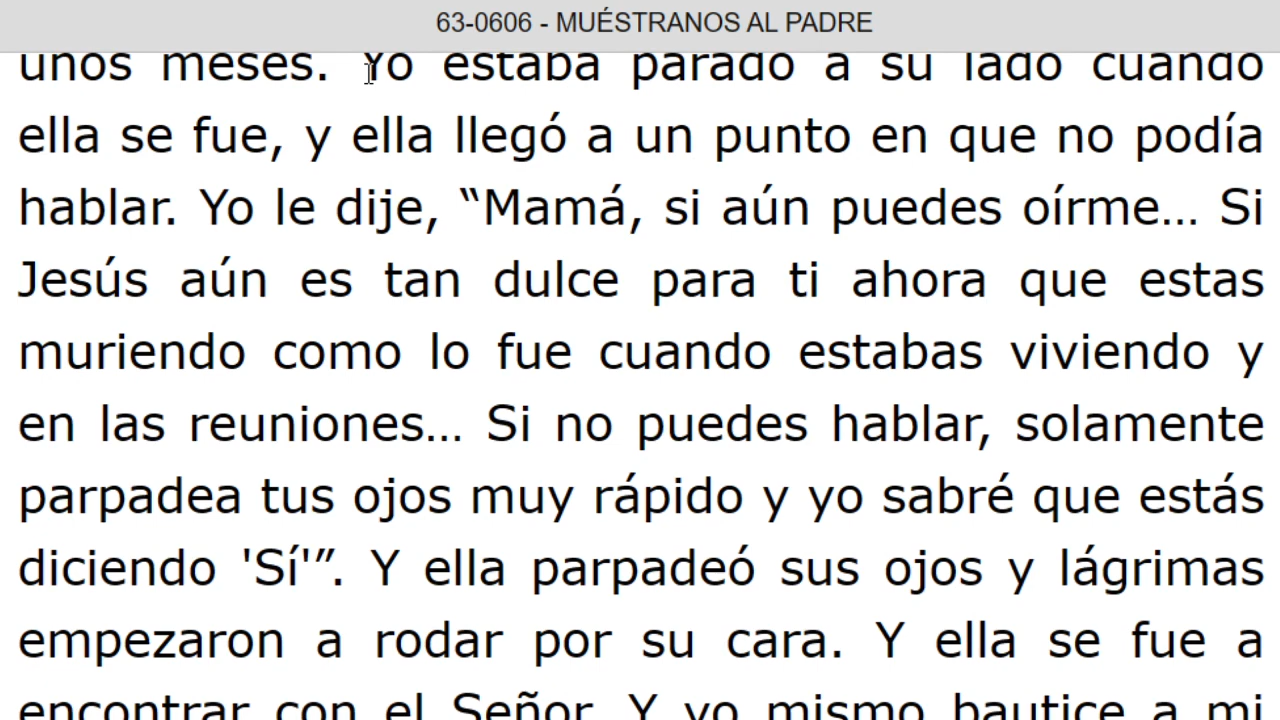 63-0606 - MUÉSTRANOS AL PADRE
unos meses. Yo estaba parado a su lado cuando
ella se fue, y ella llegó a un punto en que no podía
hablar. Yo le dije, “Mamá, si aún puedes oírme… Si
Jesús aún es tan dulce para ti ahora que estas
muriendo como lo fue cuando estabas viviendo y
en las reuniones… Si no puedes hablar, solamente
parpadea tus ojos muy rápido y yo sabré que estás
diciendo 'Sí'”. Y ella parpadeó sus ojos y lágrimas
empezaron a rodar por su cara. Y ella se fue a
encontrar con el Señor. Y yo mismo bautice a mi